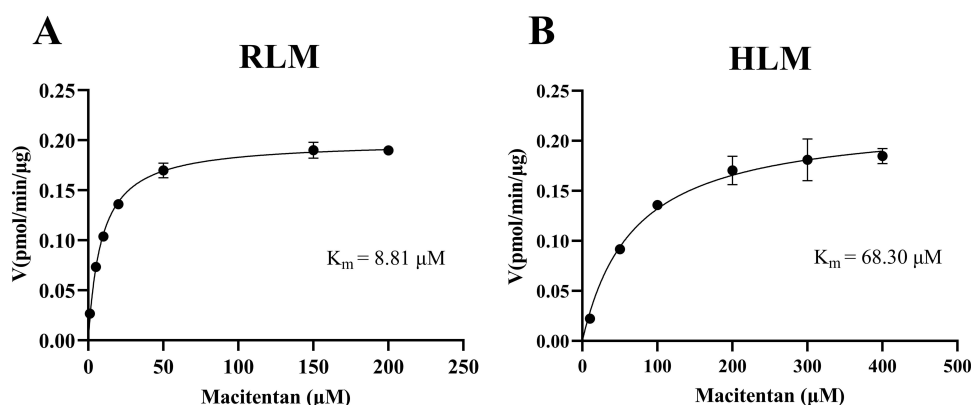 A
RLM
V(pmol/min/μg)
0.25
0.20
0.15
0.10
0.05
0.00
Km = 8.81 μM
0
50
100
150
200
250
Macitentan (μM)
B
HLM
V(pmol/min/μg)
0.25
0.20
0.15
0.10
0.05
0.00
Km = 68.30 μM
0
100
200
300
400
500
Macitentan (μM)